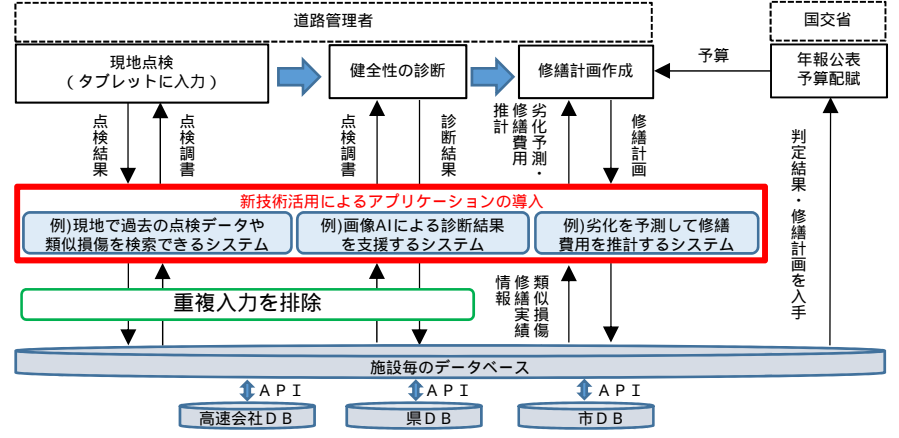 道路管理者
国交省
現地点検
（タブレットに入力）
健全性の診断
修繕計画作成
予算
年報公表
予算配賦
点検結果
点検調書
点検調書
診断結果
劣化予測・
修繕費用
推計
修繕計画
判定結果・修繕計画を入手
新技術活用によるアプリケーションの導入
例)現地で過去の点検データや
類似損傷を検索できるシステム
例)画像AIによる診断結果
を支援するシステム
例)劣化を予測して修繕
費用を推計するシステム
重複入力を排除
類似損傷
修繕実績
情報
施設毎のデータベース
ＡＰＩ
ＡＰＩ
ＡＰＩ
高速会社ＤＢ
県ＤＢ
市ＤＢ